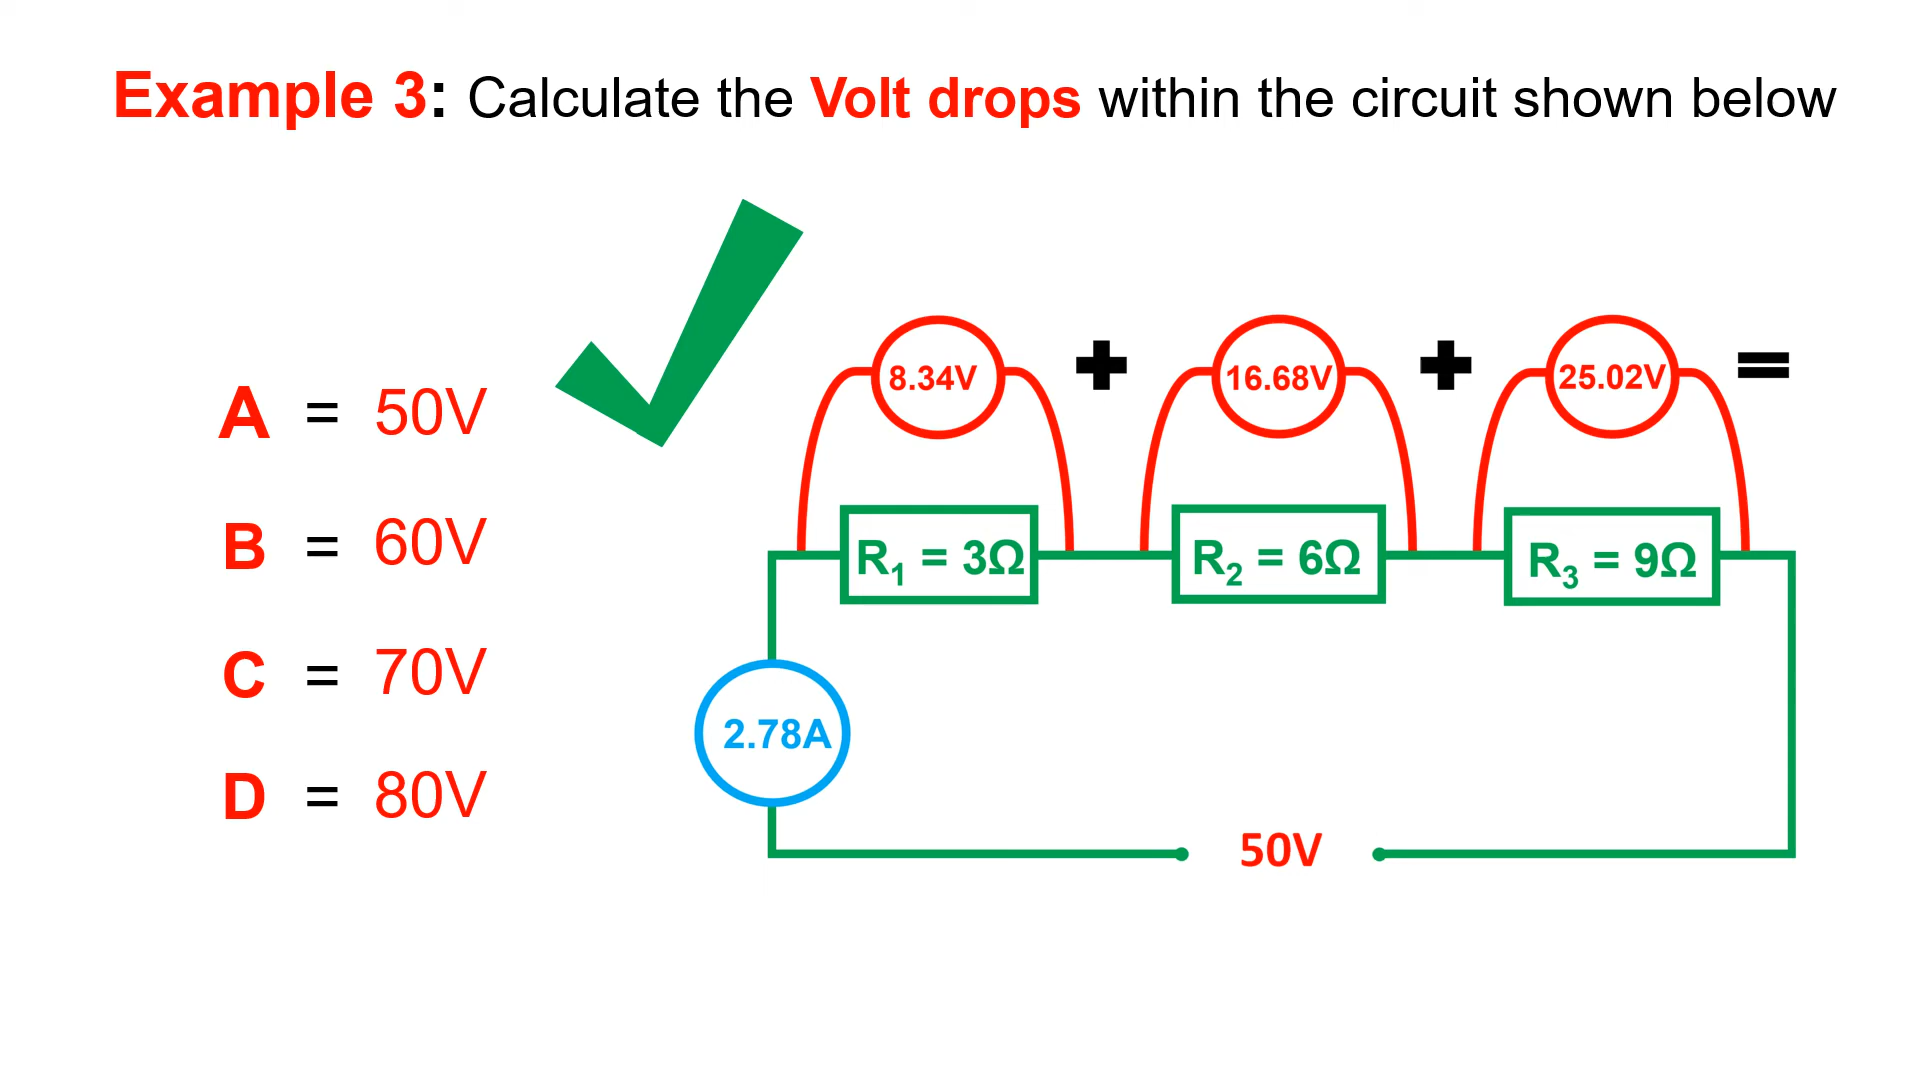 Example 3: Calculate the Volt drops within the circuit shown below
8.34V + 16.68V + 25.02V =
A = 50V
B = 60V
C = 70V
D = 80V
R₁ = 3Ω
R₂ = 6Ω
R₃ = 9Ω
2.78A
50V